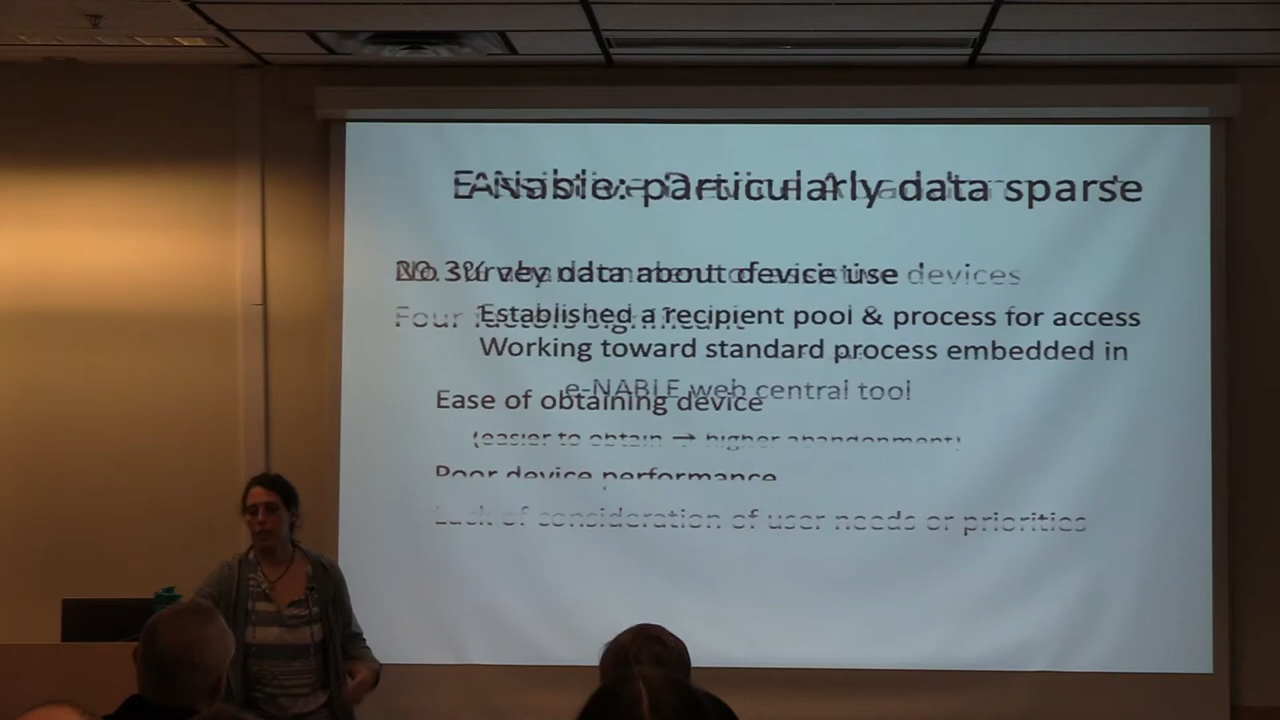 E-NABLE: particularly data sparse
No survey data about device use devices
Four
Established a recipient pool & process for access
Working toward standard process embedded in
e-NABLE web central tool
Ease of obtaining device
(easier to obtain → higher abandonment)
Poor device performance
Lack of consideration of user needs or priorities